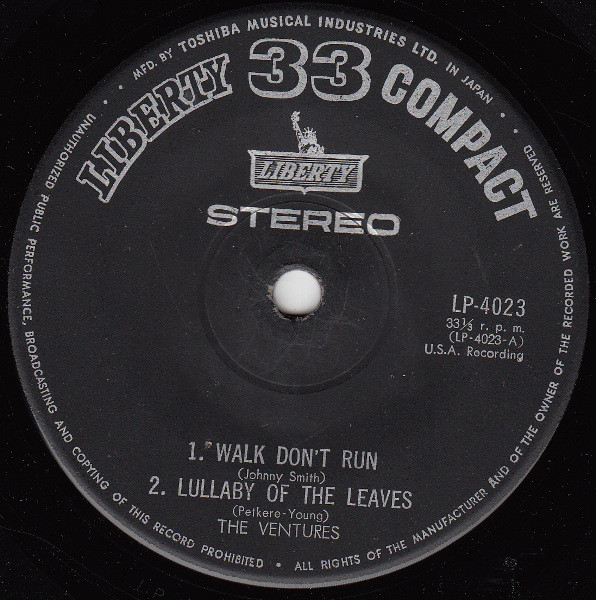 · MFD. BY TOSHIBA MUSICAL INDUSTRIES LTD. IN JAPAN ·
LIBERTY 33 COMPACT
LIBERTY
STEREO
LP-4023
33⅓ r. p. m.
(LP-4023-A)
U.S.A. Recording
1. WALK DON'T RUN
(Johnny Smith)
2. LULLABY OF THE LEAVES
(Petkere-Young)
THE VENTURES
UNAUTHORIZED PUBLIC PERFORMANCE, BROADCASTING AND COPYING OF THIS RECORD PROHIBITED · ALL RIGHTS OF THE MANUFACTURER AND OF THE OWNER OF THE RECORDED WORK ARE RESERVED